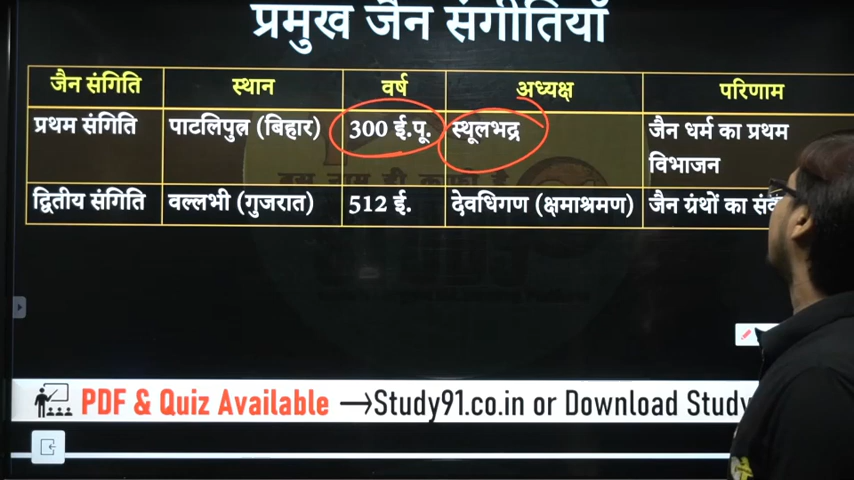 प्रमुख जैन संगीतियाँ
जैन संगिति स्थान वर्ष अध्यक्ष परिणाम
प्रथम संगिति पाटलिपुत्र (बिहार) 300 ई.पू. स्थूलभद्र जैन धर्म का प्रथम
विभाजन
द्वितीय संगिति वल्लभी (गुजरात) 512 ई. देवधिगण (क्षमाश्रमण) जैन ग्रंथों का
PDF & Quiz Available →Study91.co.in or Download Study